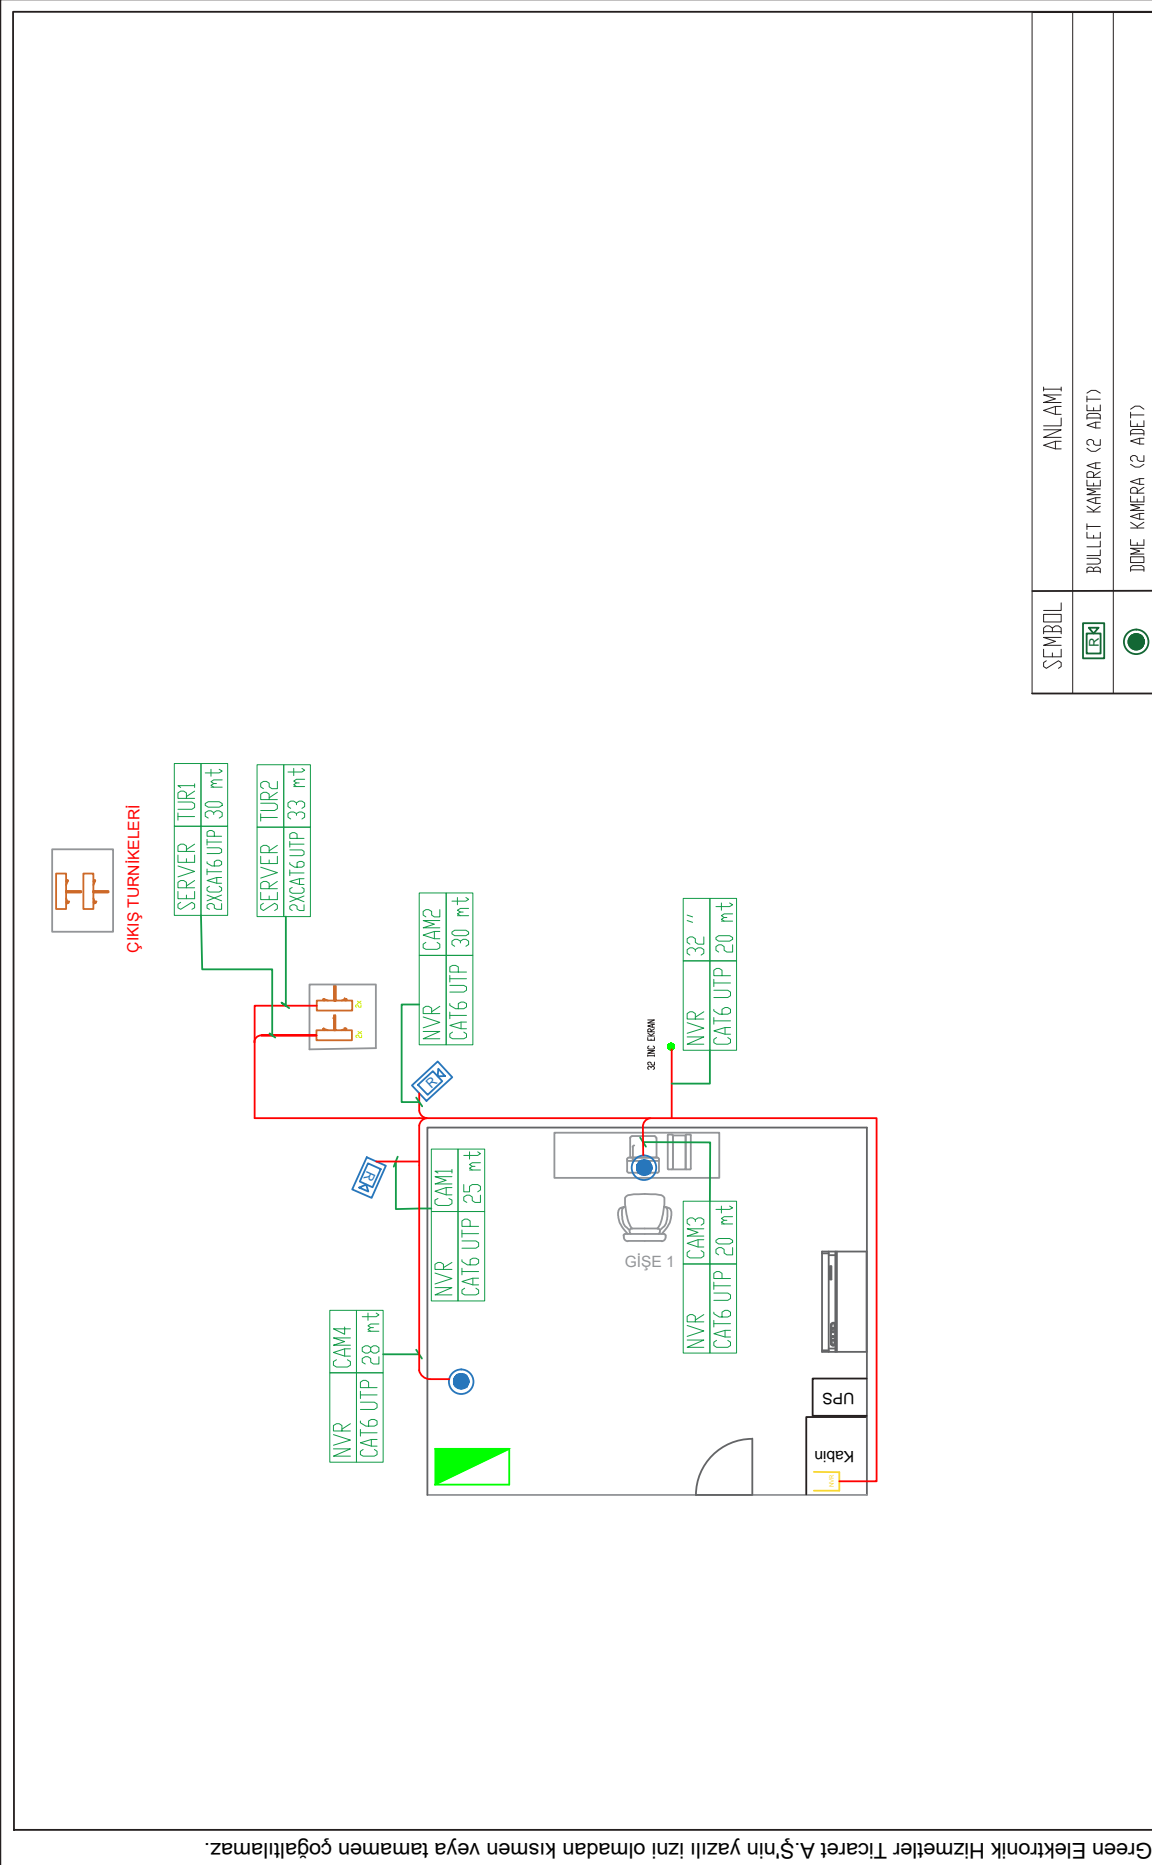 ÇIKIŞ TURNİKELERİ
SERVER TUR1
2XCAT6 UTP 30 mt
SERVER TUR2
2XCAT6 UTP 33 mt
2x
2x
NVR CAM2
CAT6 UTP 30 mt
NVR CAM1
CAT6 UTP 25 mt
NVR CAM4
CAT6 UTP 28 mt
32 INC EKRAN
NVR 32 ''
CAT6 UTP 20 mt
NVR CAM3
CAT6 UTP 20 mt
GİŞE 1
UPS
Kabin
R
R
SEMBOL ANLAMI
R BULLET KAMERA (2 ADET)
DOME KAMERA (2 ADET)
Green Elektronik Hizmetler Ticaret A.Ş'nin yazılı izni olmadan kısmen veya tamamen çoğaltılamaz.